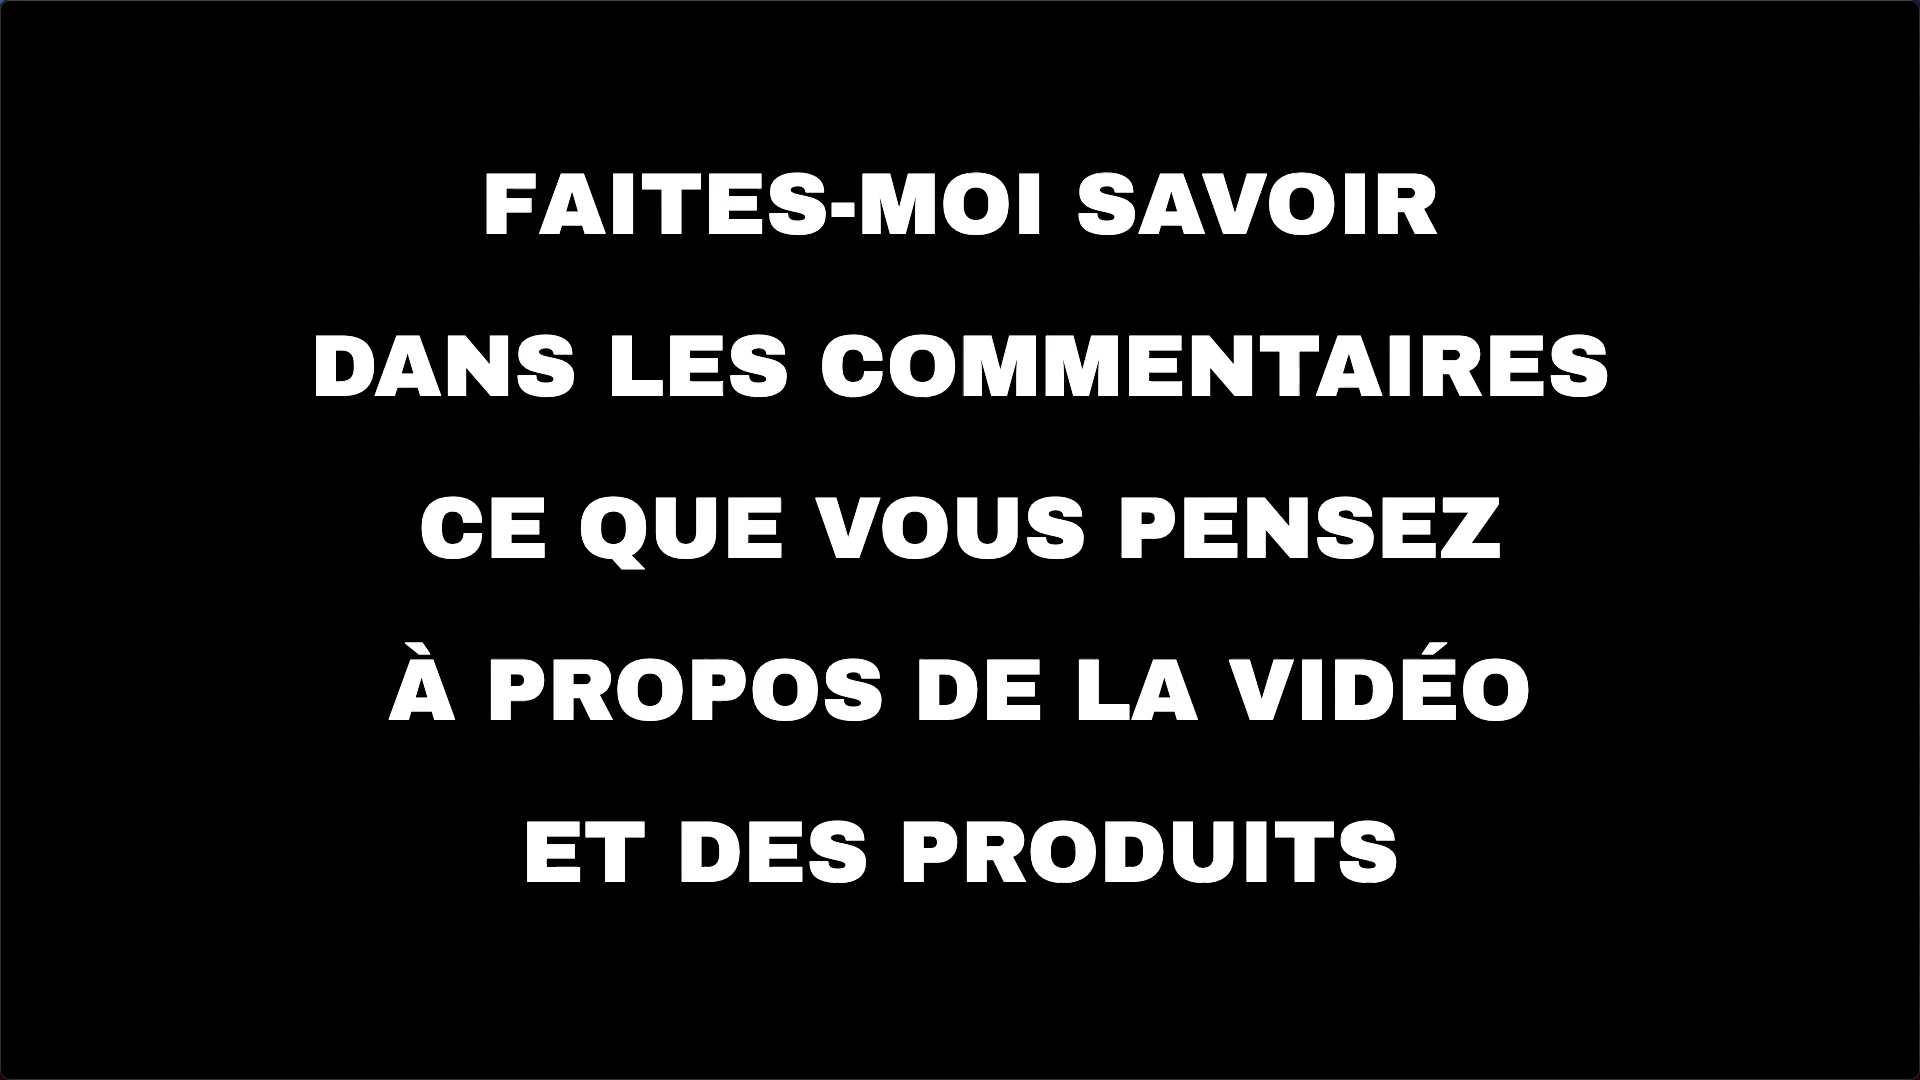 FAITES-MOI SAVOIR
DANS LES COMMENTAIRES
CE QUE VOUS PENSEZ
À PROPOS DE LA VIDÉO
ET DES PRODUITS